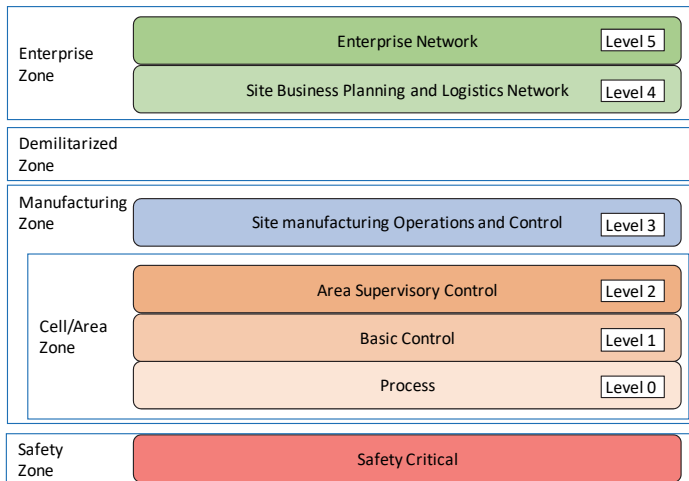 Enterprise
Zone
Enterprise Network
Level 5
Site Business Planning and Logistics Network
Level 4
Demilitarized
Zone
Manufacturing
Zone
Site manufacturing Operations and Control
Level 3
Cell/Area
Zone
Area Supervisory Control
Level 2
Basic Control
Level 1
Process
Level 0
Safety
Zone
Safety Critical